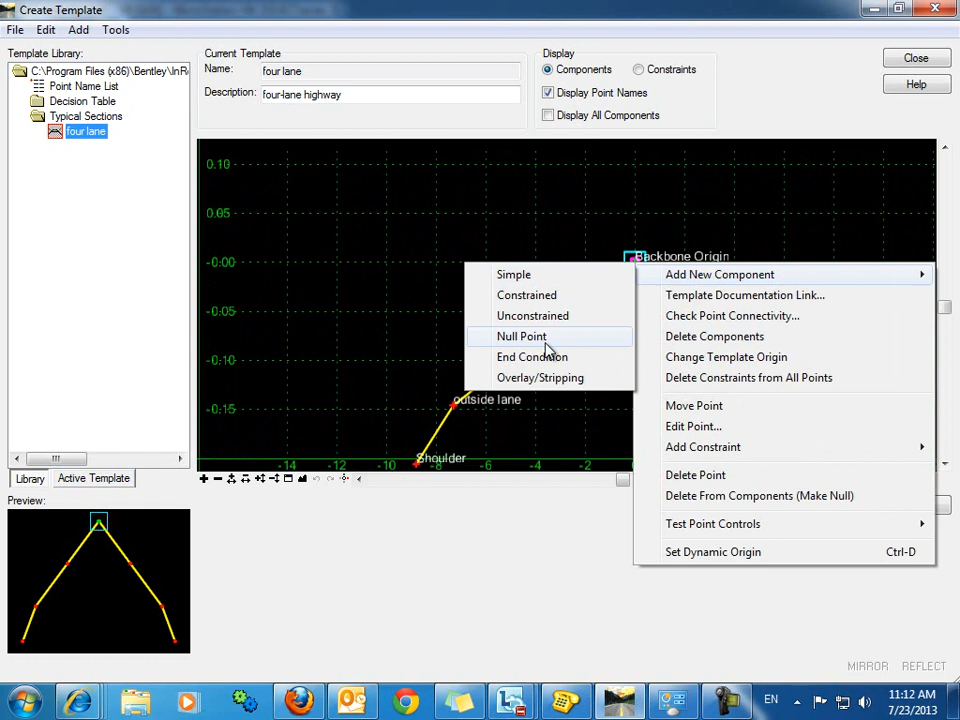 Create Template
File Edit Add Tools
Template Library:
C:\Program Files (x86)\Bentley\InR
Point Name List
Decision Table
Typical Sections
four lane
Library Active Template
Preview:
Current Template
Name: four lane
Description: four-lane highway
Display
Components Constraints
Display Point Names
Display All Components
Close
Help
0.10
0.05
-0.00
-0.05
-0.10
-0.15
-14 -12 -10 -8 -6 -4 -2
Backbone Origin
outside lane
Shoulder
Simple
Constrained
Unconstrained
Null Point
End Condition
Overlay/Stripping
Add New Component
Template Documentation Link...
Check Point Connectivity...
Delete Components
Change Template Origin
Delete Constraints from All Points
Move Point
Edit Point...
Add Constraint
Delete Point
Delete From Components (Make Null)
Test Point Controls
Set Dynamic Origin Ctrl-D
MIRROR REFLECT
EN
11:12 AM
7/23/2013